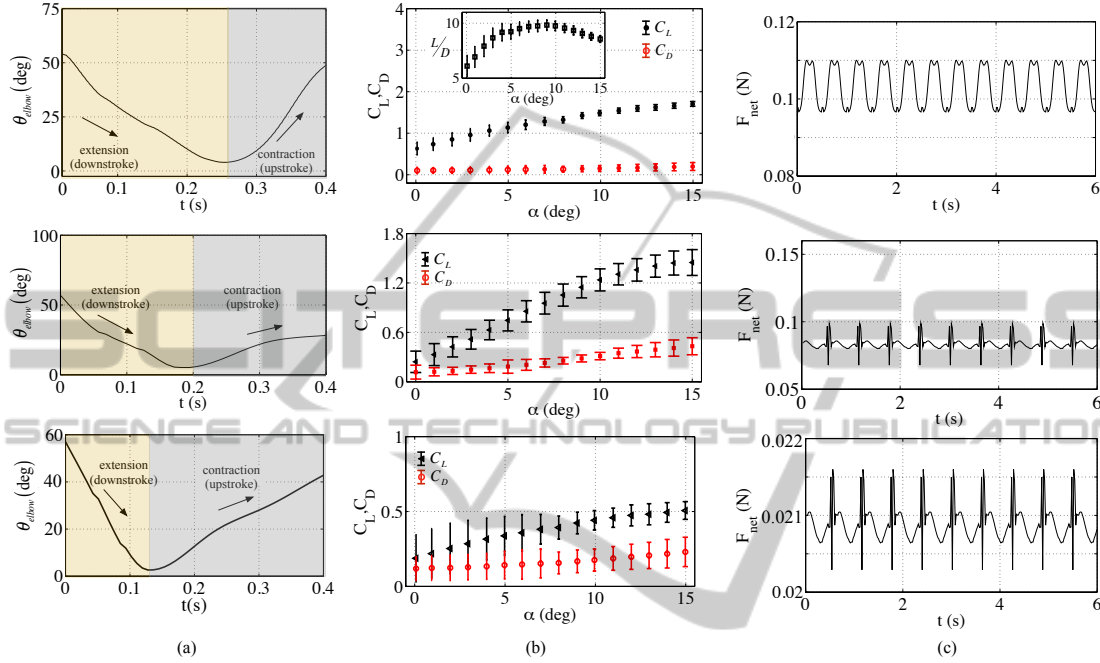 75
50
25
0
θelbow (deg)
extension
(downstroke)
contraction
(upstroke)
0 0.1 0.2 0.30 0.4
t (s)
4
3
2
1
0
CL,CD
10
5
L/D
0 5 10 15
α (deg)
CL
CD
0 5 10 15
α (deg)
0.12
0.1
0.08
Fnet (N)
0 2 4 6
t (s)
100
50
0
θelbow (deg)
extension
(downstroke)
contraction
(upstroke)
0 0.1 0.2 0.3 0.4
t (s)
1.8
1.2
0.6
0
CL,CD
CL
CD
0 5 10 15
α (deg)
0.15
0.1
0.05
Fnet (N)
0 2 4 6
t (s)
SCITEPRESS
SCIENCE AND TECHNOLOGY PUBLICATIONS
60
40
20
0
θelbow (deg)
extension
(downstroke)
contraction
(upstroke)
0 0.1 0.2 0.3 0.4
t(s)
1
0.5
0
CL,CD
CL
CD
0 5 10 15
α (deg)
0.022
0.021
0.02
Fnet (N)
0 2 4 6
t (s)
(a) (b) (c)